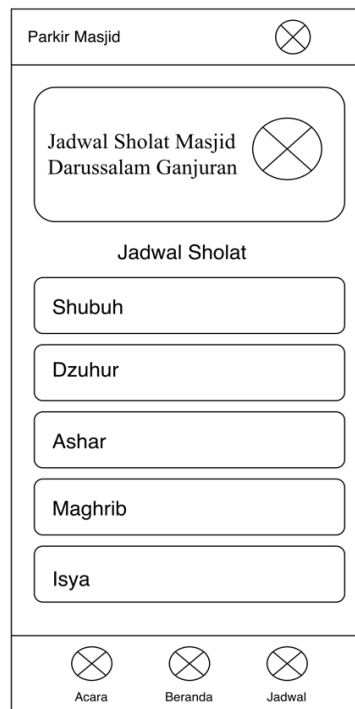 Parkir Masjid
Jadwal Sholat Masjid
Darussalam Ganjuran
Jadwal Sholat
Shubuh
Dzuhur
Ashar
Maghrib
Isya
Acara
Beranda
Jadwal